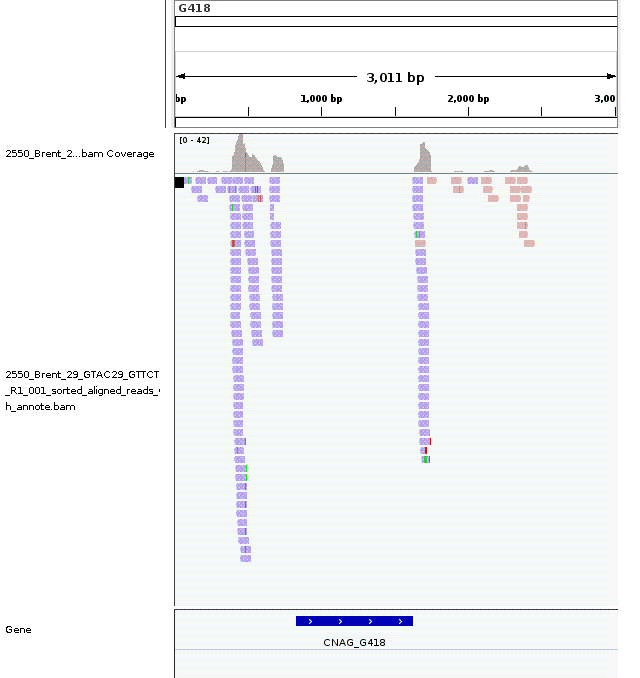 G418
3,011 bp
bp 1,000 bp 2,000 bp 3,00
[0 - 42]
2550_Brent_2...bam Coverage
2550_Brent_29_GTAC29_GTTCT
_R1_001_sorted_aligned_reads_
h_annote.bam
Gene
CNAG_G418